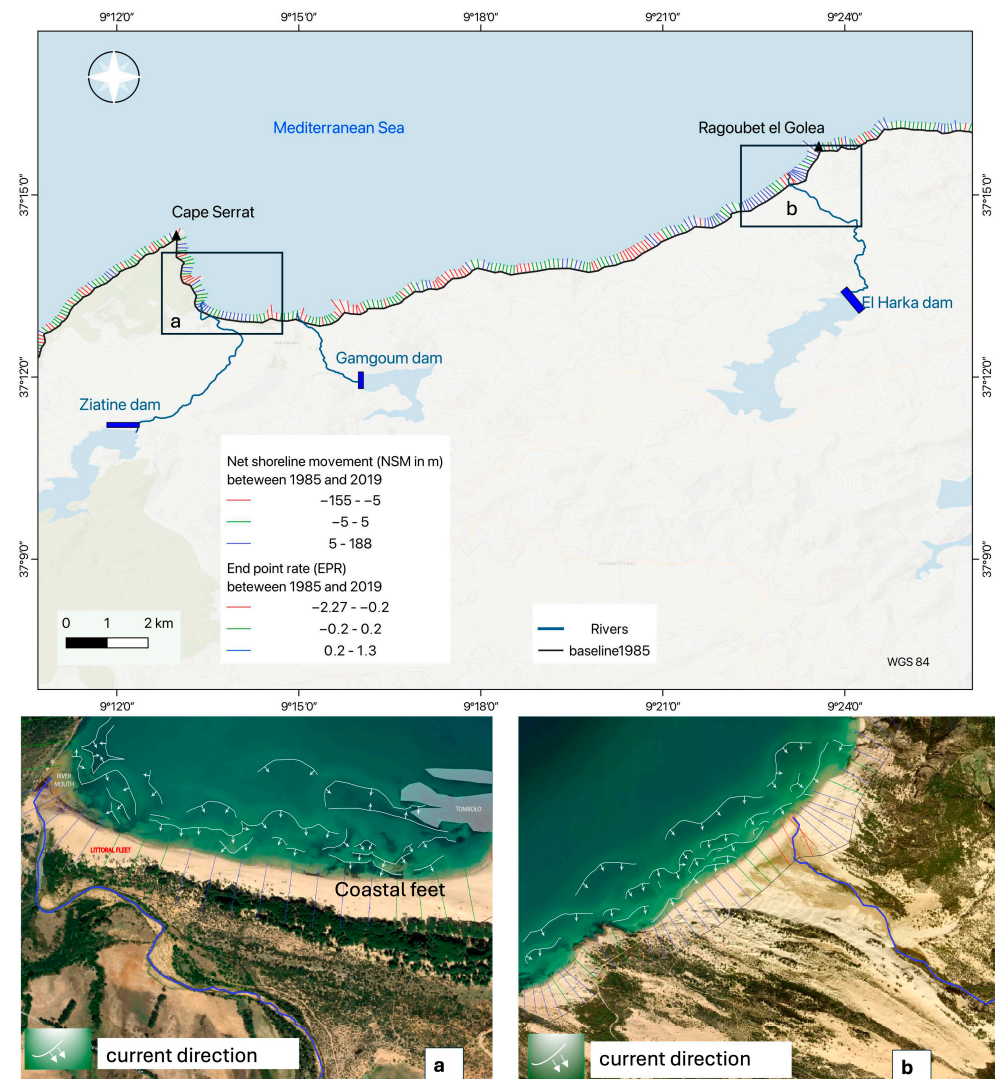 9°12'0" 9°15'0" 9°18'0" 9°21'0" 9°24'0"
Mediterranean Sea
Ragoubet el Golea
37°15'0" 37°15'0"
Cape Serrat
b
a
El Harka dam
Gamgoum dam
37°12'0" 37°12'0"
Ziatine dam
Net shoreline movement (NSM in m)
beteween 1985 and 2019
−155 - −5
−5 - 5
5 - 188
End point rate (EPR)
beteween 1985 and 2019
−2.27 - −0.2
−0.2 - 0.2
0.2 - 1.3
37°9'0" 37°9'0"
0 1 2 km
Rivers
baseline1985
WGS 84
9°12'0" 9°15'0" 9°18'0" 9°21'0" 9°24'0"
RIVER
MOUTH
TOMBOLO
LITTORAL FLEET
Coastal feet
current direction
a
current direction
b